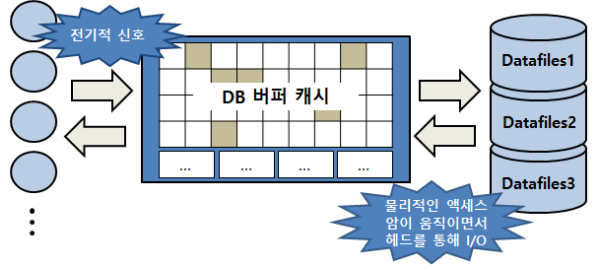 전기적 신호
DB 버퍼 캐시
...
...
...
...
Datafiles1
Datafiles2
Datafiles3
물리적인 액세스
암이 움직이면서
헤드를 통해 I/O